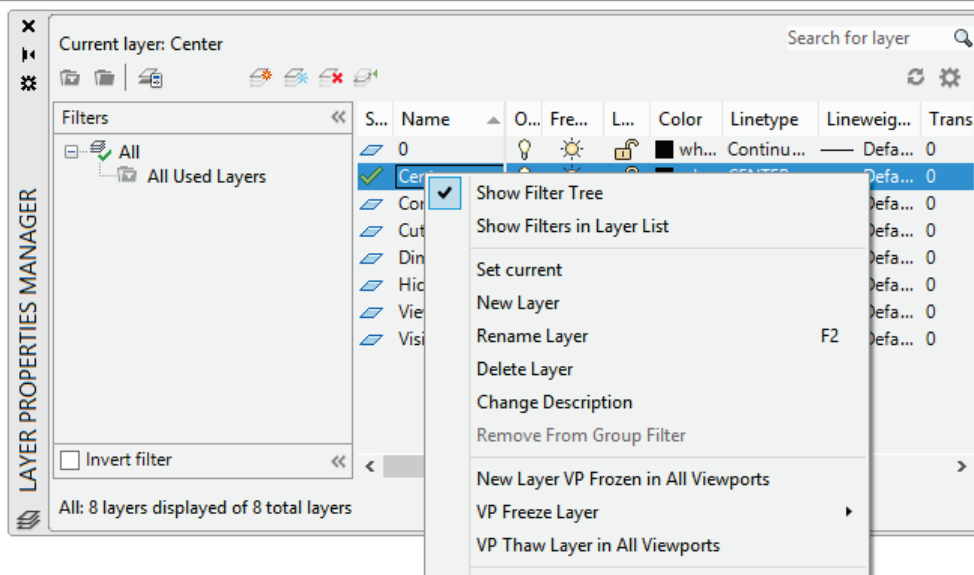 Current layer: Center
Search for layer
LAYER PROPERTIES MANAGER
Filters
All
All Used Layers
Invert filter
All: 8 layers displayed of 8 total layers
S... Name O... Fre... L... Color Linetype Lineweig... Trans
0 wh... Continu... Defa... 0
CENTER Defa... 0
Defa... 0
Cut Defa... 0
Defa... 0
Defa... 0
Defa... 0
Defa... 0
Show Filter Tree
Show Filters in Layer List
Set current
New Layer
Rename Layer F2
Delete Layer
Change Description
Remove From Group Filter
New Layer VP Frozen in All Viewports
VP Freeze Layer
VP Thaw Layer in All Viewports